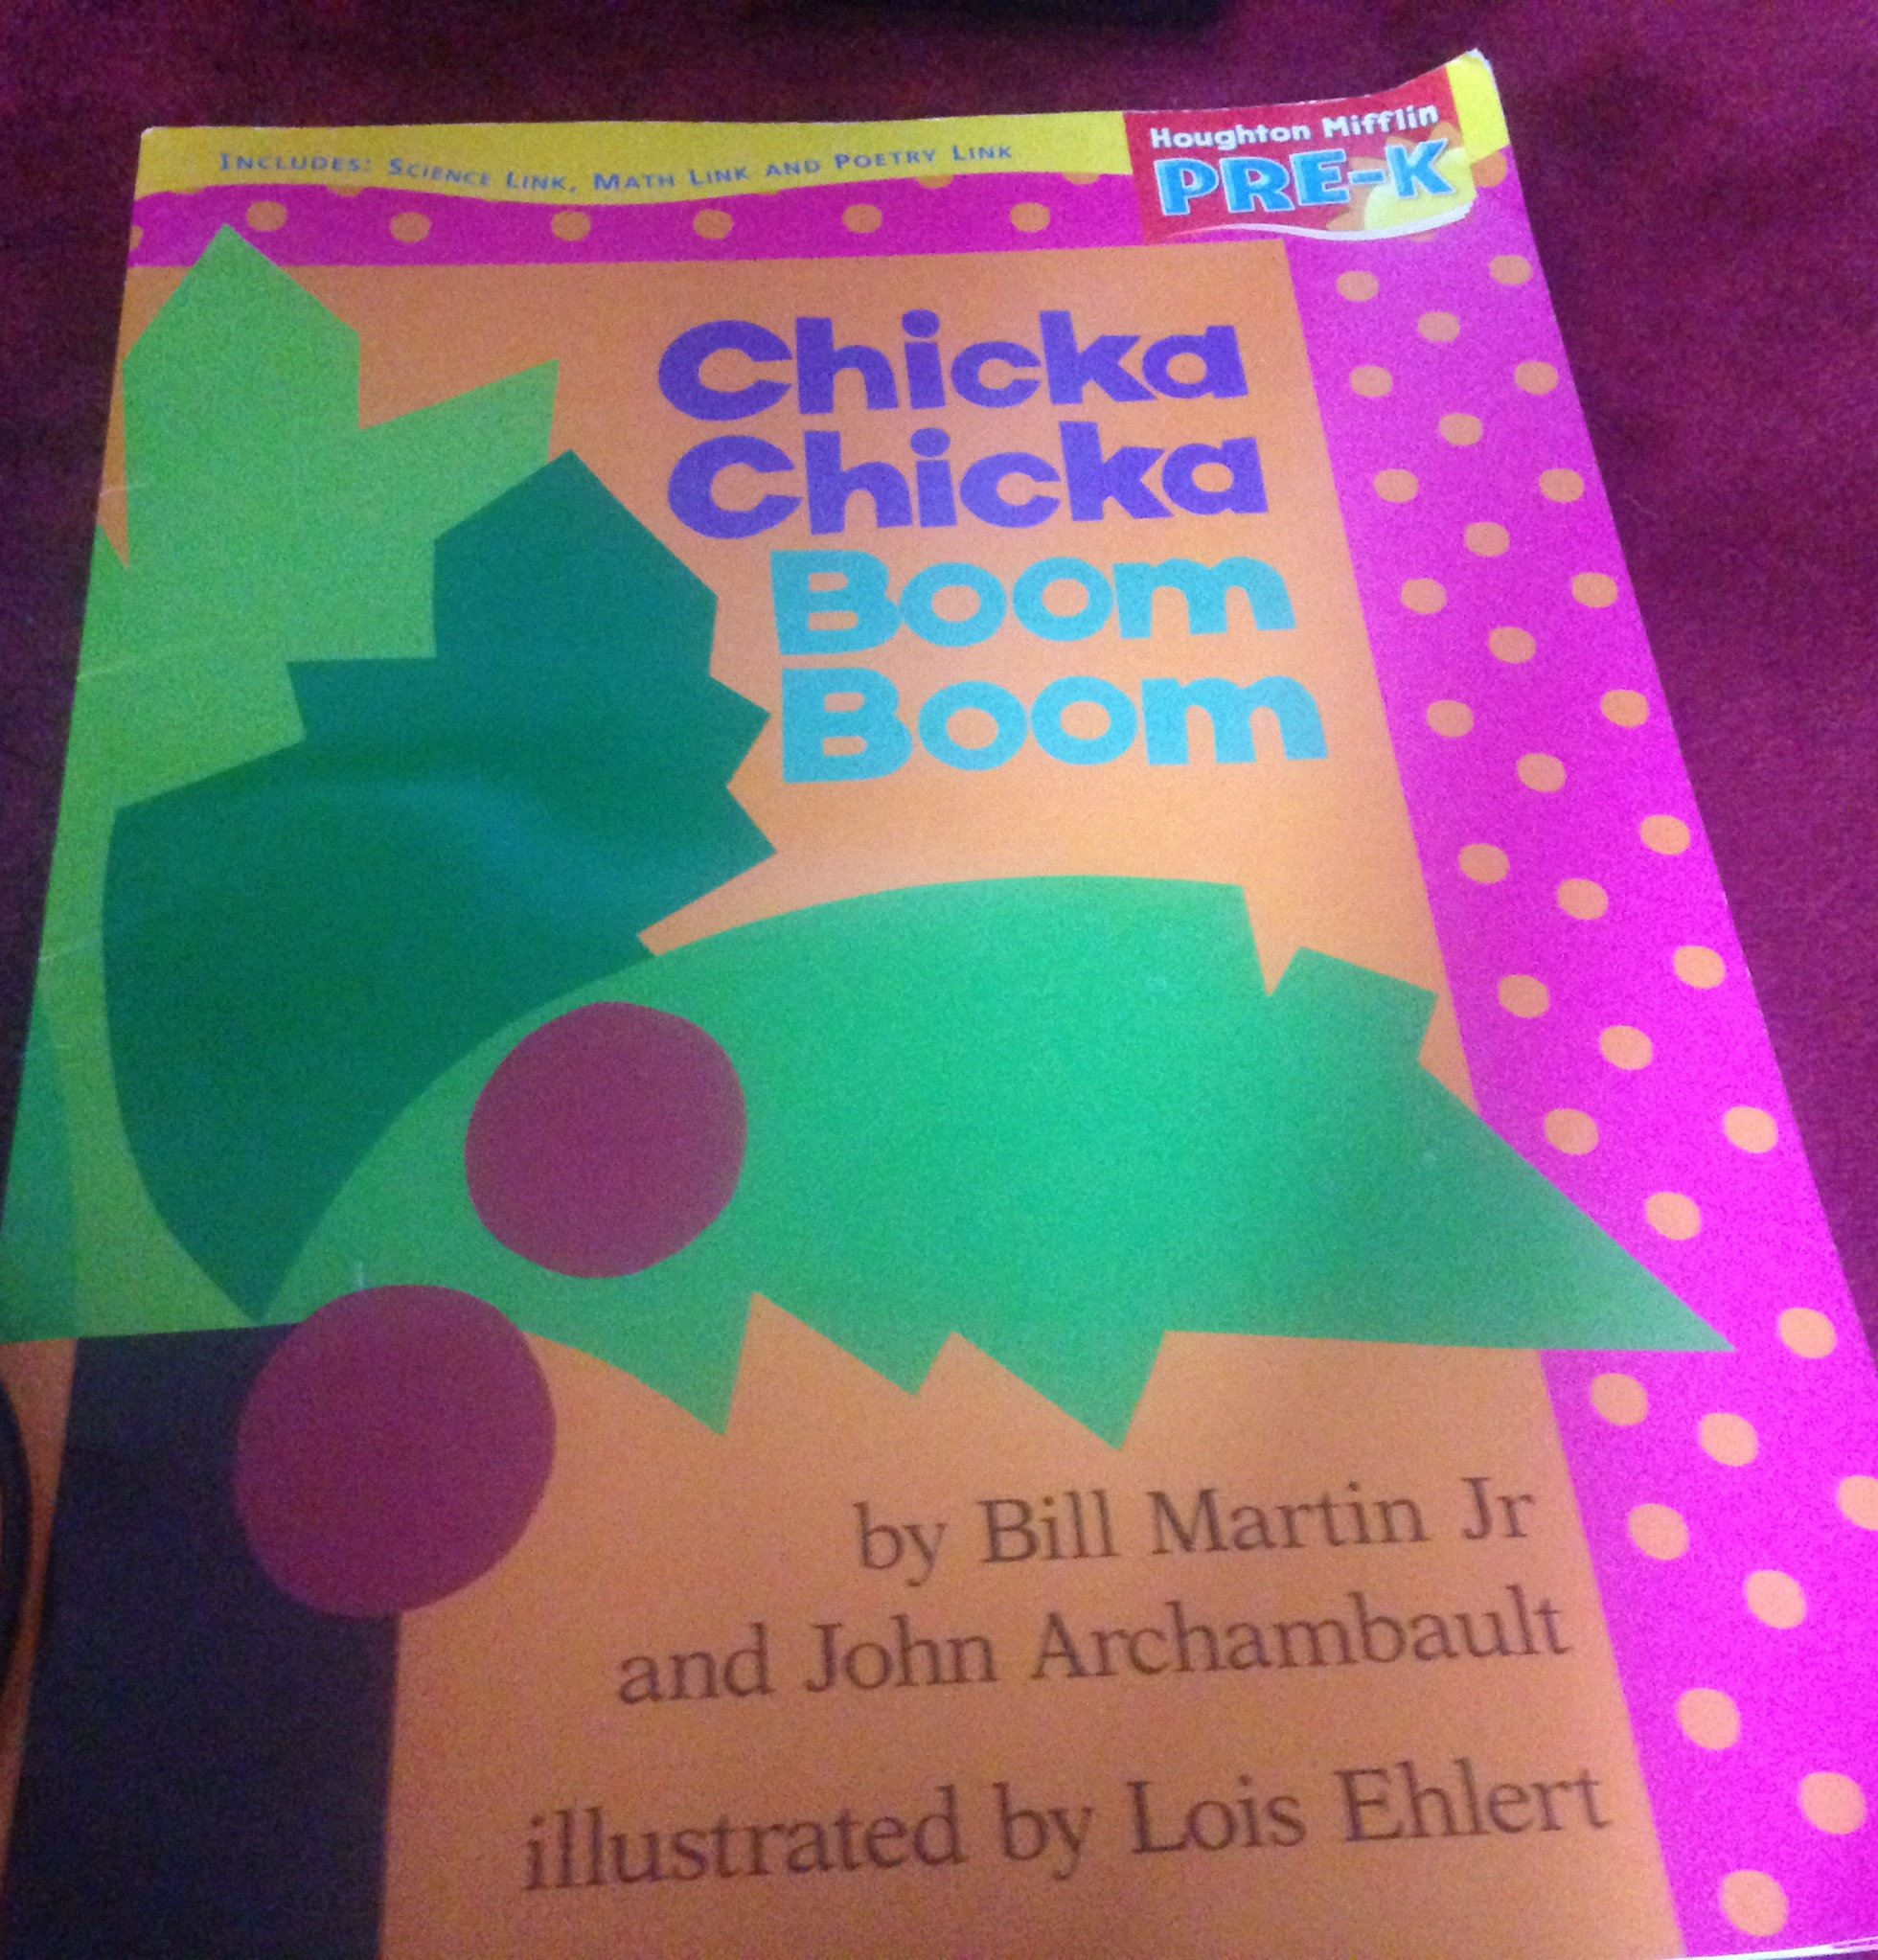 INCLUDES: SCIENCE LINK, MATH LINK AND POETRY LINK
Houghton Mifflin
PRE-K
Chicka
Chicka
Boom
Boom
by Bill Martin Jr
and John Archambault
illustrated by Lois Ehlert